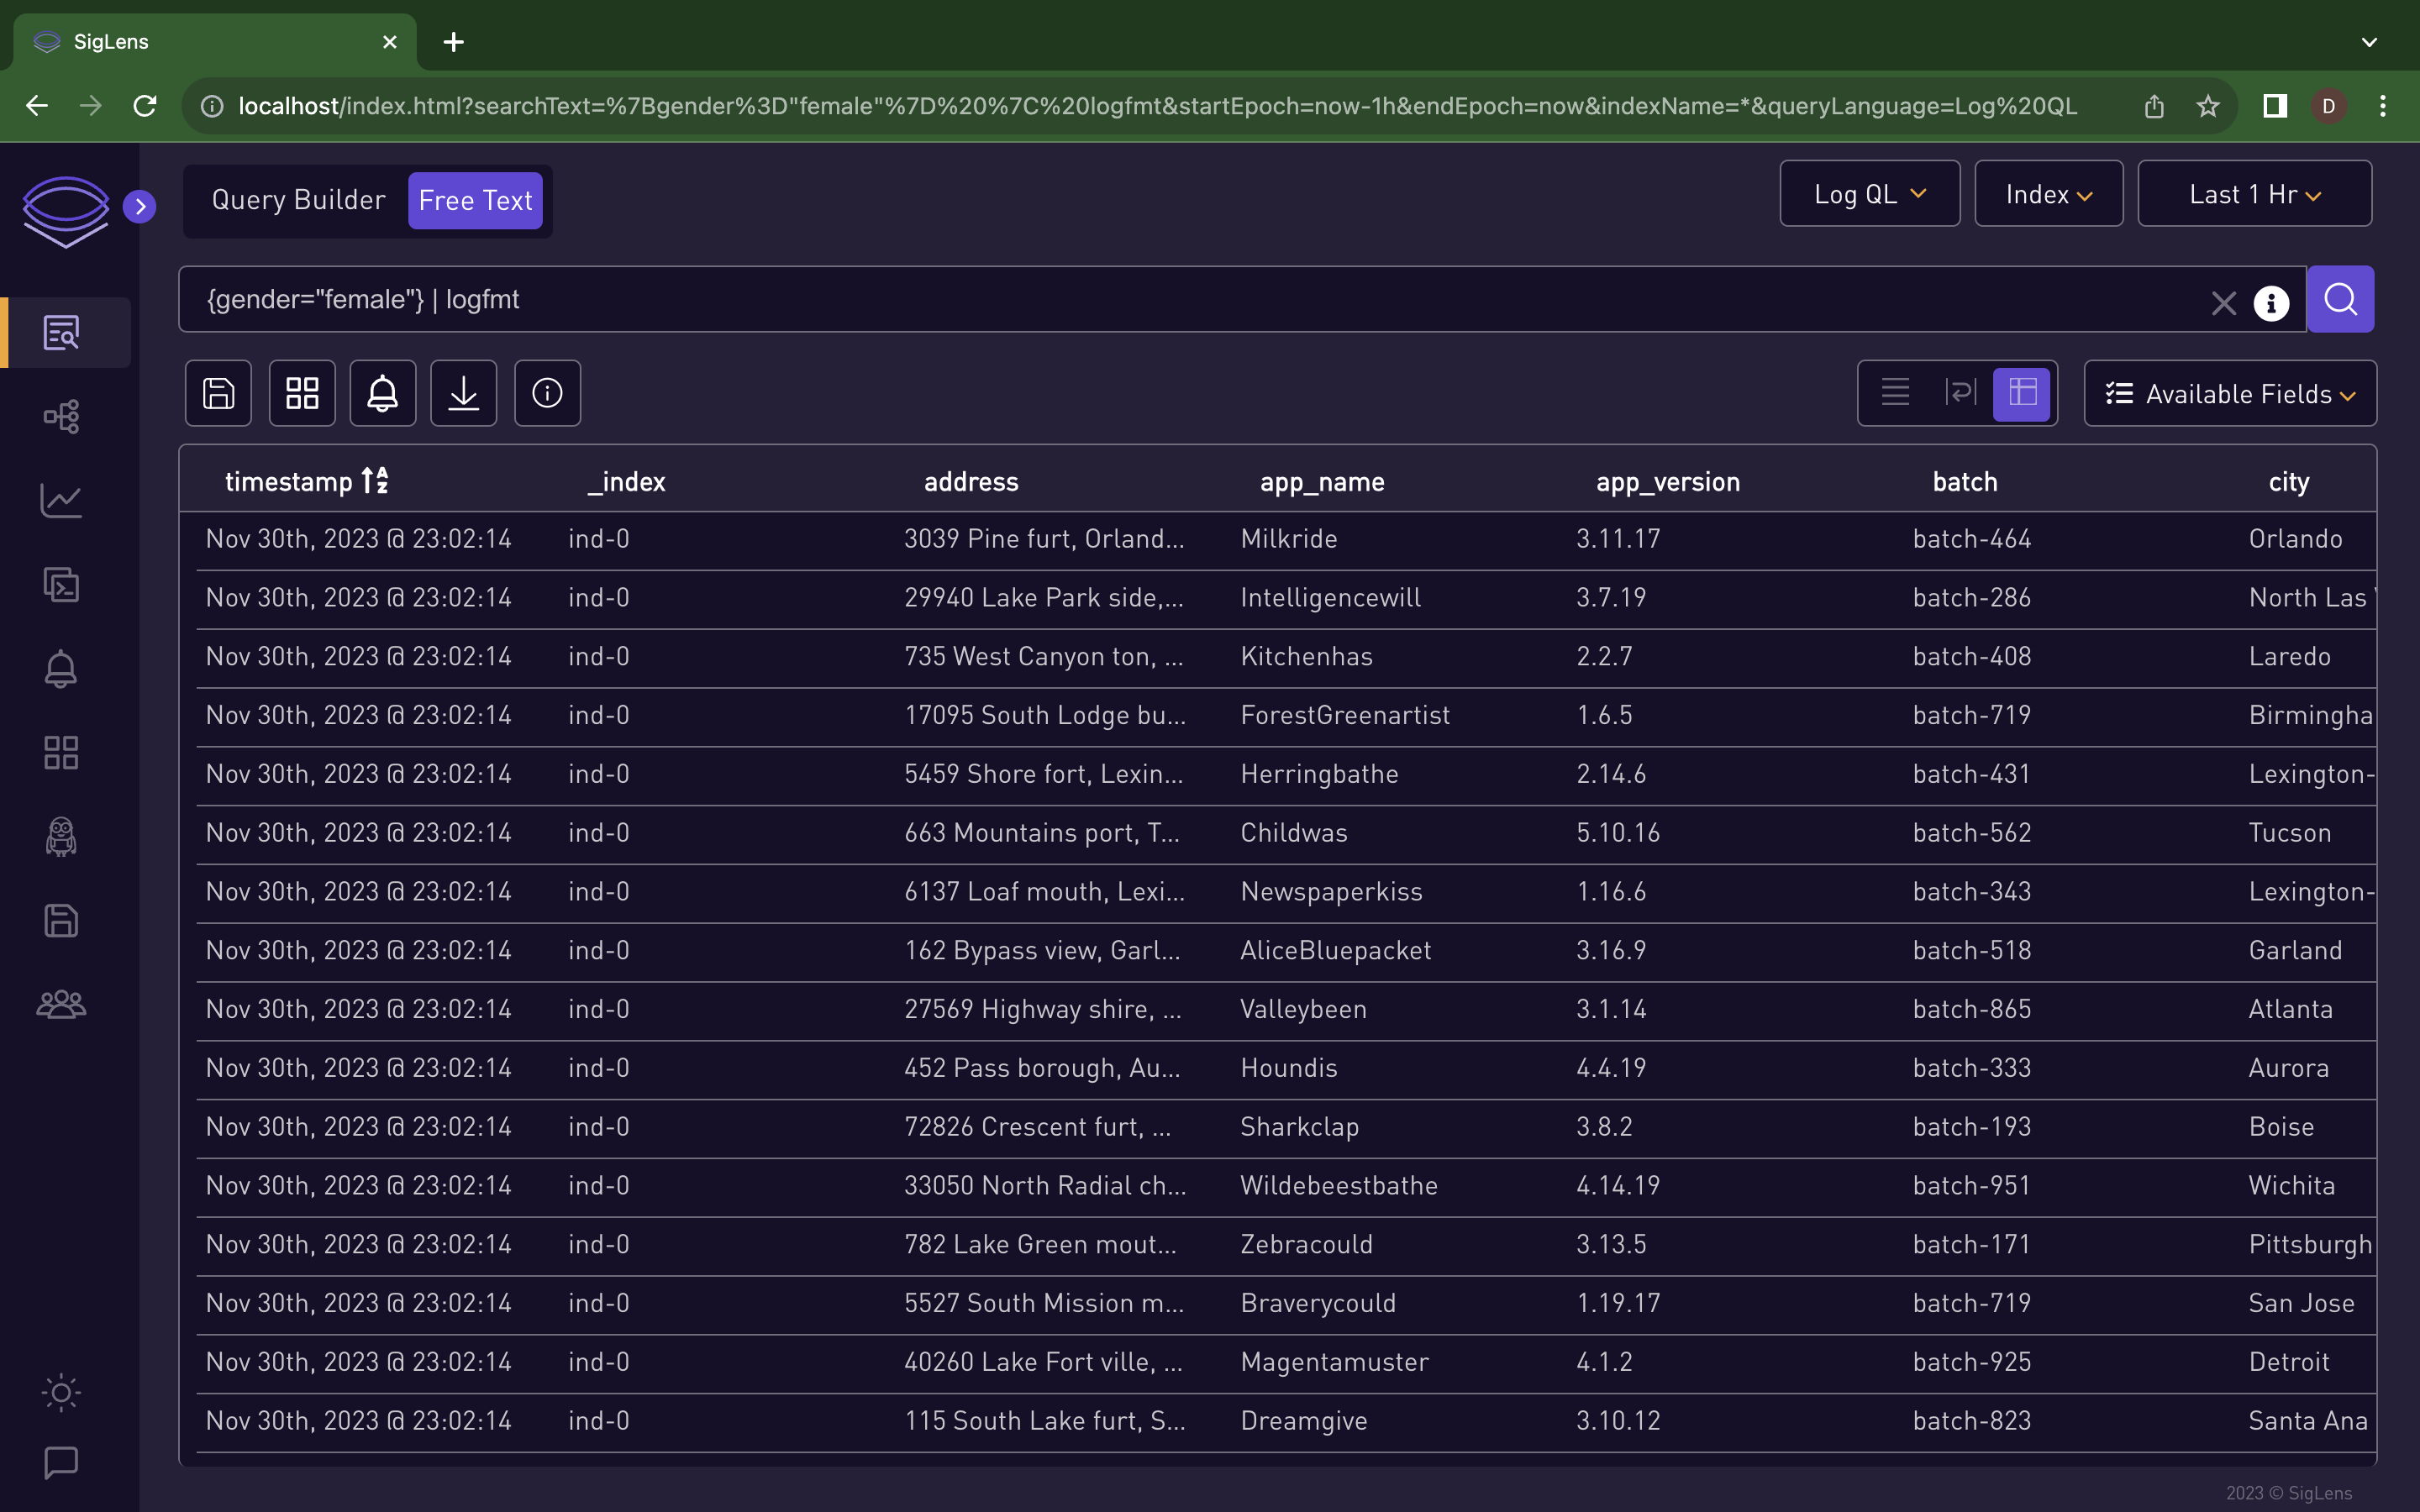 SigLens
localhost/index.html?searchText=%7Bgender%3D"female"%7D%20%7C%20logfmt&startEpoch=now-1h&endEpoch=now&indexName=*&queryLanguage=Log%20QL
D
Query Builder Free Text Log QL Index Last 1 Hr
{gender="female"} | logfmt
Available Fields
timestamp _index address app_name app_version batch city
Nov 30th, 2023 @ 23:02:14 ind-0 3039 Pine furt, Orland... Milkride 3.11.17 batch-464 Orlando
Nov 30th, 2023 @ 23:02:14 ind-0 29940 Lake Park side,... Intelligencewill 3.7.19 batch-286 North Las
Nov 30th, 2023 @ 23:02:14 ind-0 735 West Canyon ton, ... Kitchenhas 2.2.7 batch-408 Laredo
Nov 30th, 2023 @ 23:02:14 ind-0 17095 South Lodge bu... ForestGreenartist 1.6.5 batch-719 Birmingha
Nov 30th, 2023 @ 23:02:14 ind-0 5459 Shore fort, Lexin... Herringbathe 2.14.6 batch-431 Lexington-
Nov 30th, 2023 @ 23:02:14 ind-0 663 Mountains port, T... Childwas 5.10.16 batch-562 Tucson
Nov 30th, 2023 @ 23:02:14 ind-0 6137 Loaf mouth, Lexi... Newspaperkiss 1.16.6 batch-343 Lexington-
Nov 30th, 2023 @ 23:02:14 ind-0 162 Bypass view, Garl... AliceBluepacket 3.16.9 batch-518 Garland
Nov 30th, 2023 @ 23:02:14 ind-0 27569 Highway shire, ... Valleybeen 3.1.14 batch-865 Atlanta
Nov 30th, 2023 @ 23:02:14 ind-0 452 Pass borough, Au... Houndis 4.4.19 batch-333 Aurora
Nov 30th, 2023 @ 23:02:14 ind-0 72826 Crescent furt, ... Sharkclap 3.8.2 batch-193 Boise
Nov 30th, 2023 @ 23:02:14 ind-0 33050 North Radial ch... Wildebeestbathe 4.14.19 batch-951 Wichita
Nov 30th, 2023 @ 23:02:14 ind-0 782 Lake Green mout... Zebracould 3.13.5 batch-171 Pittsburgh
Nov 30th, 2023 @ 23:02:14 ind-0 5527 South Mission m... Braverycould 1.19.17 batch-719 San Jose
Nov 30th, 2023 @ 23:02:14 ind-0 40260 Lake Fort ville, ... Magentamuster 4.1.2 batch-925 Detroit
Nov 30th, 2023 @ 23:02:14 ind-0 115 South Lake furt, S... Dreamgive 3.10.12 batch-823 Santa Ana
2023 © SigLens